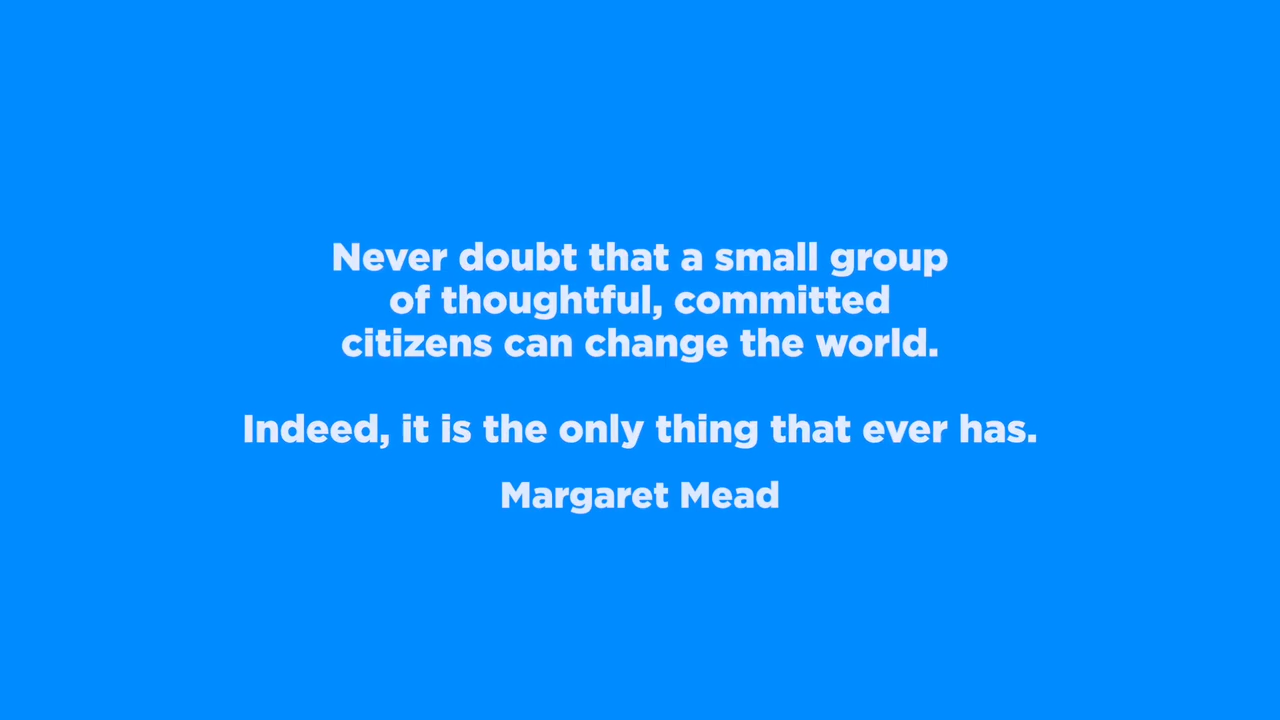 Never doubt that a small group
of thoughtful, committed
citizens can change the world.
Indeed, it is the only thing that ever has.
Margaret Mead